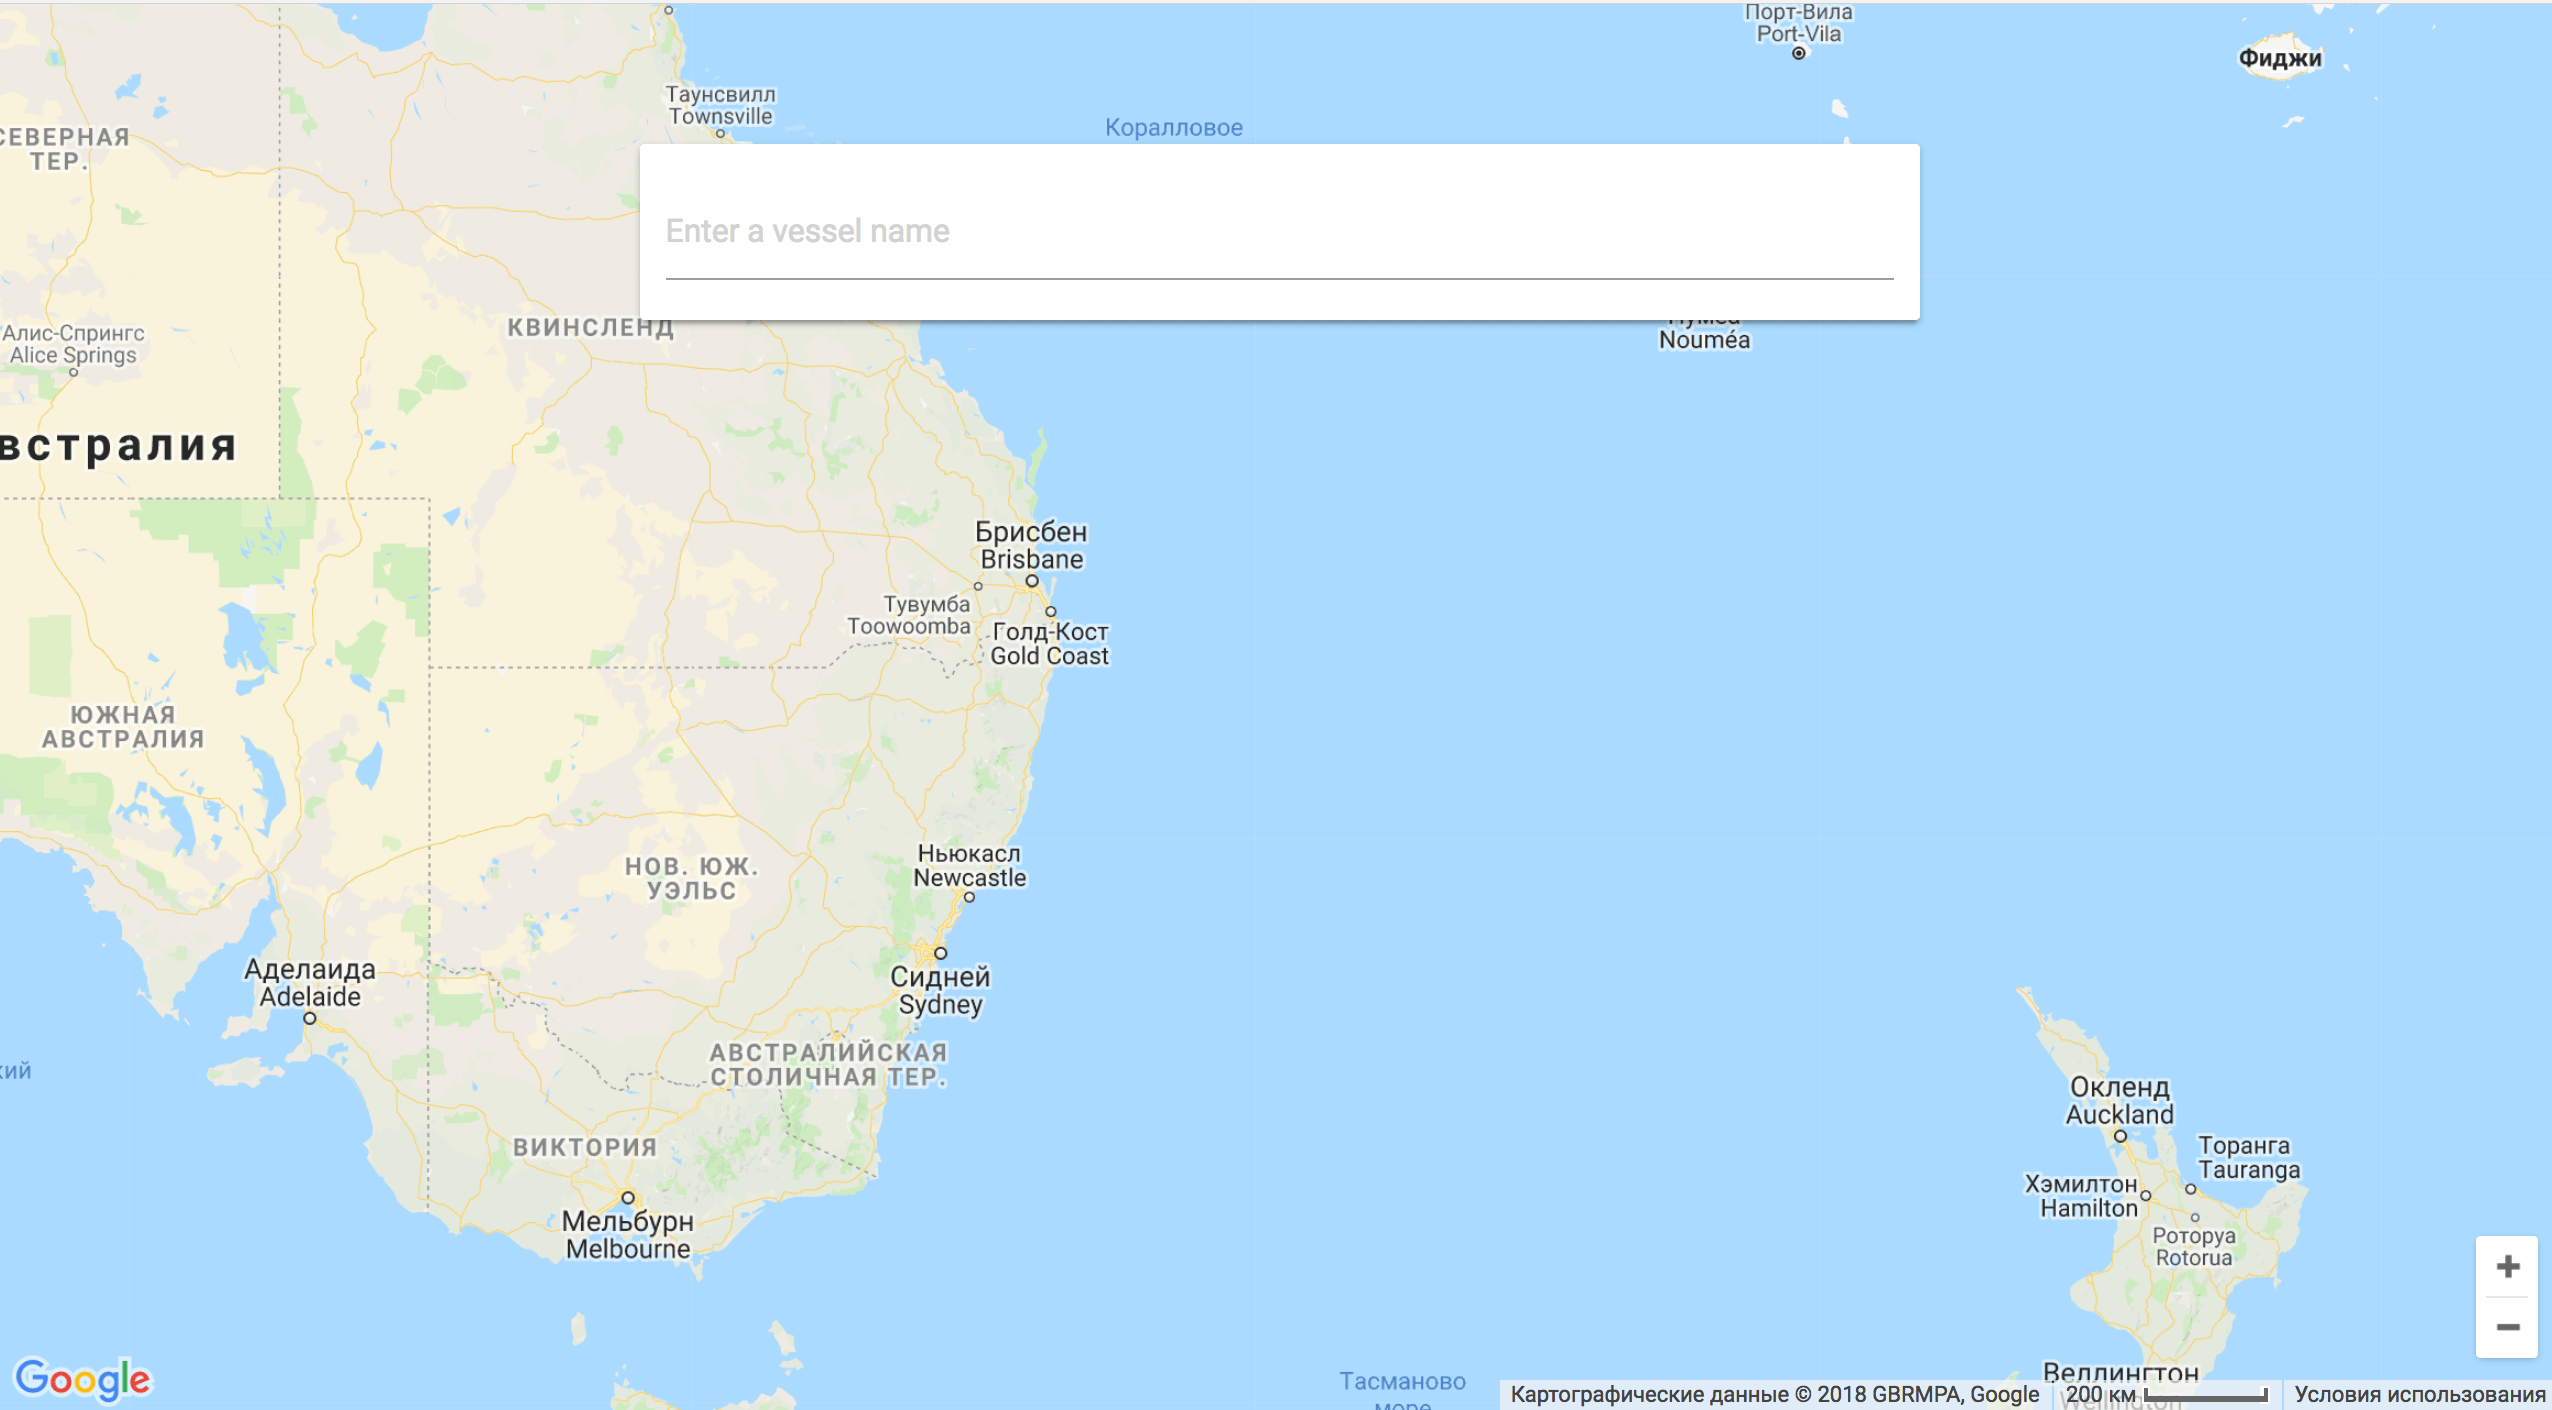 Порт-Вила
Port-Vila
Фиджи
Таунсвилл
Townsville
Коралловое
СЕВЕРНАЯ
ТЕР.
Enter a vessel name
КВИНСЛЕНД
Nouméa
Алис-Спрингс
Alice Springs
встралия
Брисбен
Brisbane
Тувумба
Toowoomba
Голд-Кост
Gold Coast
ЮЖНАЯ
АВСТРАЛИЯ
Ньюкасл
Newcastle
НОВ. ЮЖ.
УЭЛЬС
Аделаида
Adelaide
Сидней
Sydney
АВСТРАЛИЙСКАЯ
СТОЛИЧНАЯ ТЕР.
кий
Окленд
Auckland
Торанга
Tauranga
ВИКТОРИЯ
Хэмилтон
Hamilton
Мельбурн
Melbourne
Роторуа
Rotorua
+
−
Google
Тасманово
море
Веллингтон
Wellington
Картографические данные © 2018 GBRMPA, Google
200 км
Условия использования